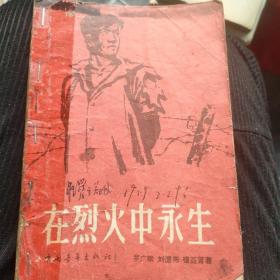 在烈火中永生
罗广斌 刘德彬 杨益言著
中国青年出版社